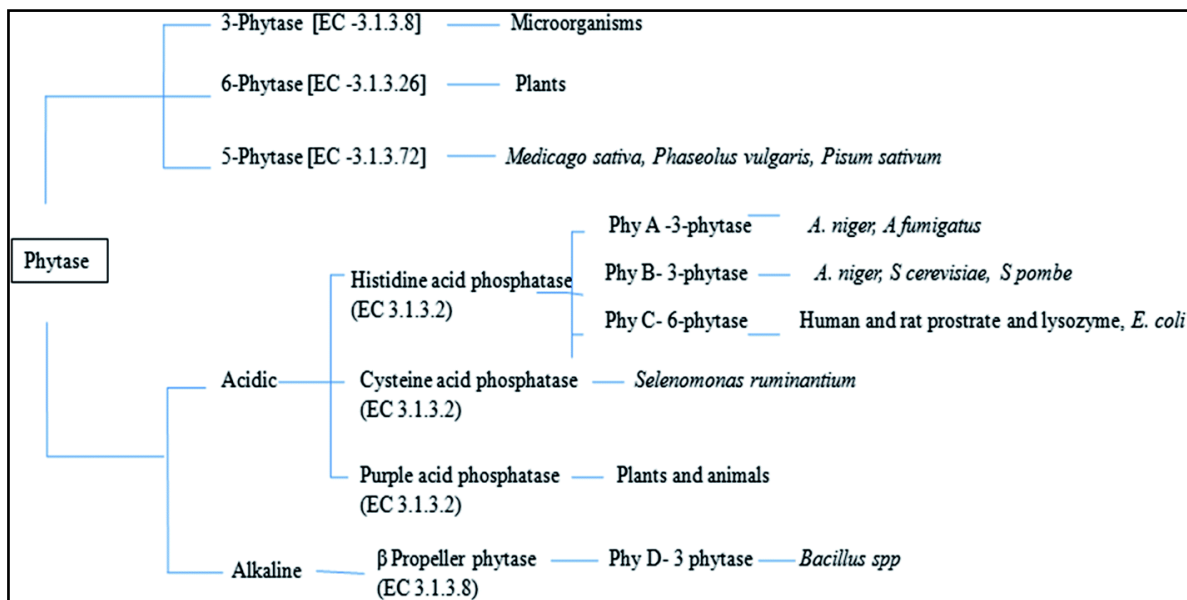 3-Phytase [EC -3.1.3.8] Microorganisms
6-Phytase [EC -3.1.3.26] Plants
5-Phytase [EC -3.1.3.72] Medicago sativa, Phaseolus vulgaris, Pisum sativum
Phytase
Phy A -3-phytase A. niger, A fumigatus
Histidine acid phosphatase
(EC 3.1.3.2)
Phy B- 3-phytase A. niger, S cerevisiae, S pombe
Phy C- 6-phytase Human and rat prostrate and lysozyme, E. coli
Acidic
Cysteine acid phosphatase Selenomonas ruminantium
(EC 3.1.3.2)
Purple acid phosphatase Plants and animals
(EC 3.1.3.2)
Alkaline
β Propeller phytase Phy D- 3 phytase Bacillus spp
(EC 3.1.3.8)